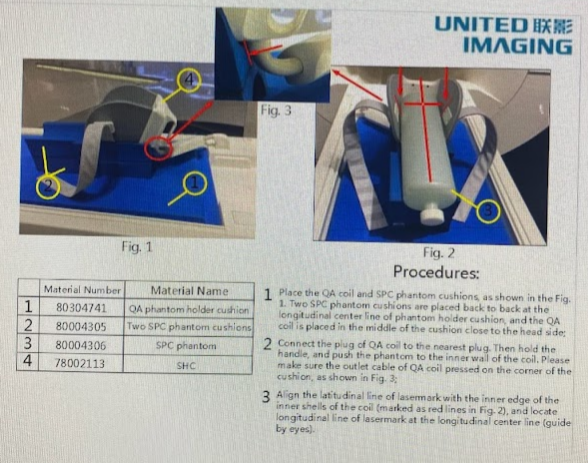 UNITED 联影
IMAGING
4
Fig. 3
2
1
3
Fig. 1
Fig. 2
Procedures:
Material Number Material Name
1 80304741 QA phantom holder cushion
2 80004305 Two SPC phantom cushions
3 80004306 SPC phantom
4 78002113 SHC
1 Place the QA coil and SPC phantom cushions, as shown in the Fig.
1. Two SPC phantom cushions are placed back to back at the
longitudinal center line of phantom holder cushion, and the QA
coil is placed in the middle of the cushion close to the head side;
2 Connect the plug of QA coil to the nearest plug. Then hold the
handle, and push the phantom to the inner wall of the coil. Please
make sure the outlet cable of QA coil pressed on the corner of the
cushion, as shown in Fig. 3;
3 Align the latitudinal line of lasermark with the inner edge of the
inner shells of the coil (marked as red lines in Fig. 2), and locate
longitudinal line of lasermark at the longitudinal center line (guide
by eyes).